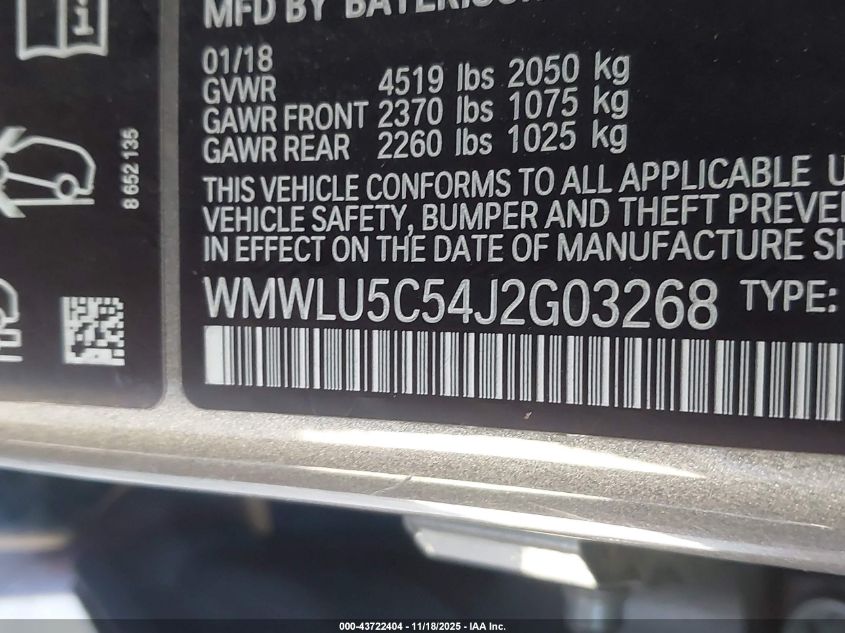 MFD BY
01/18
GVWR 4519 lbs 2050 kg
GAWR FRONT 2370 lbs 1075 kg
GAWR REAR 2260 lbs 1025 kg
THIS VEHICLE CONFORMS TO ALL APPLICABLE
VEHICLE SAFETY, BUMPER AND THEFT
IN EFFECT ON THE DATE OF MANUFACTURE
WMWLU5C54J2G03268 TYPE:
8 652 135
000-43722404 - 11/18/2025 - IAA Inc.